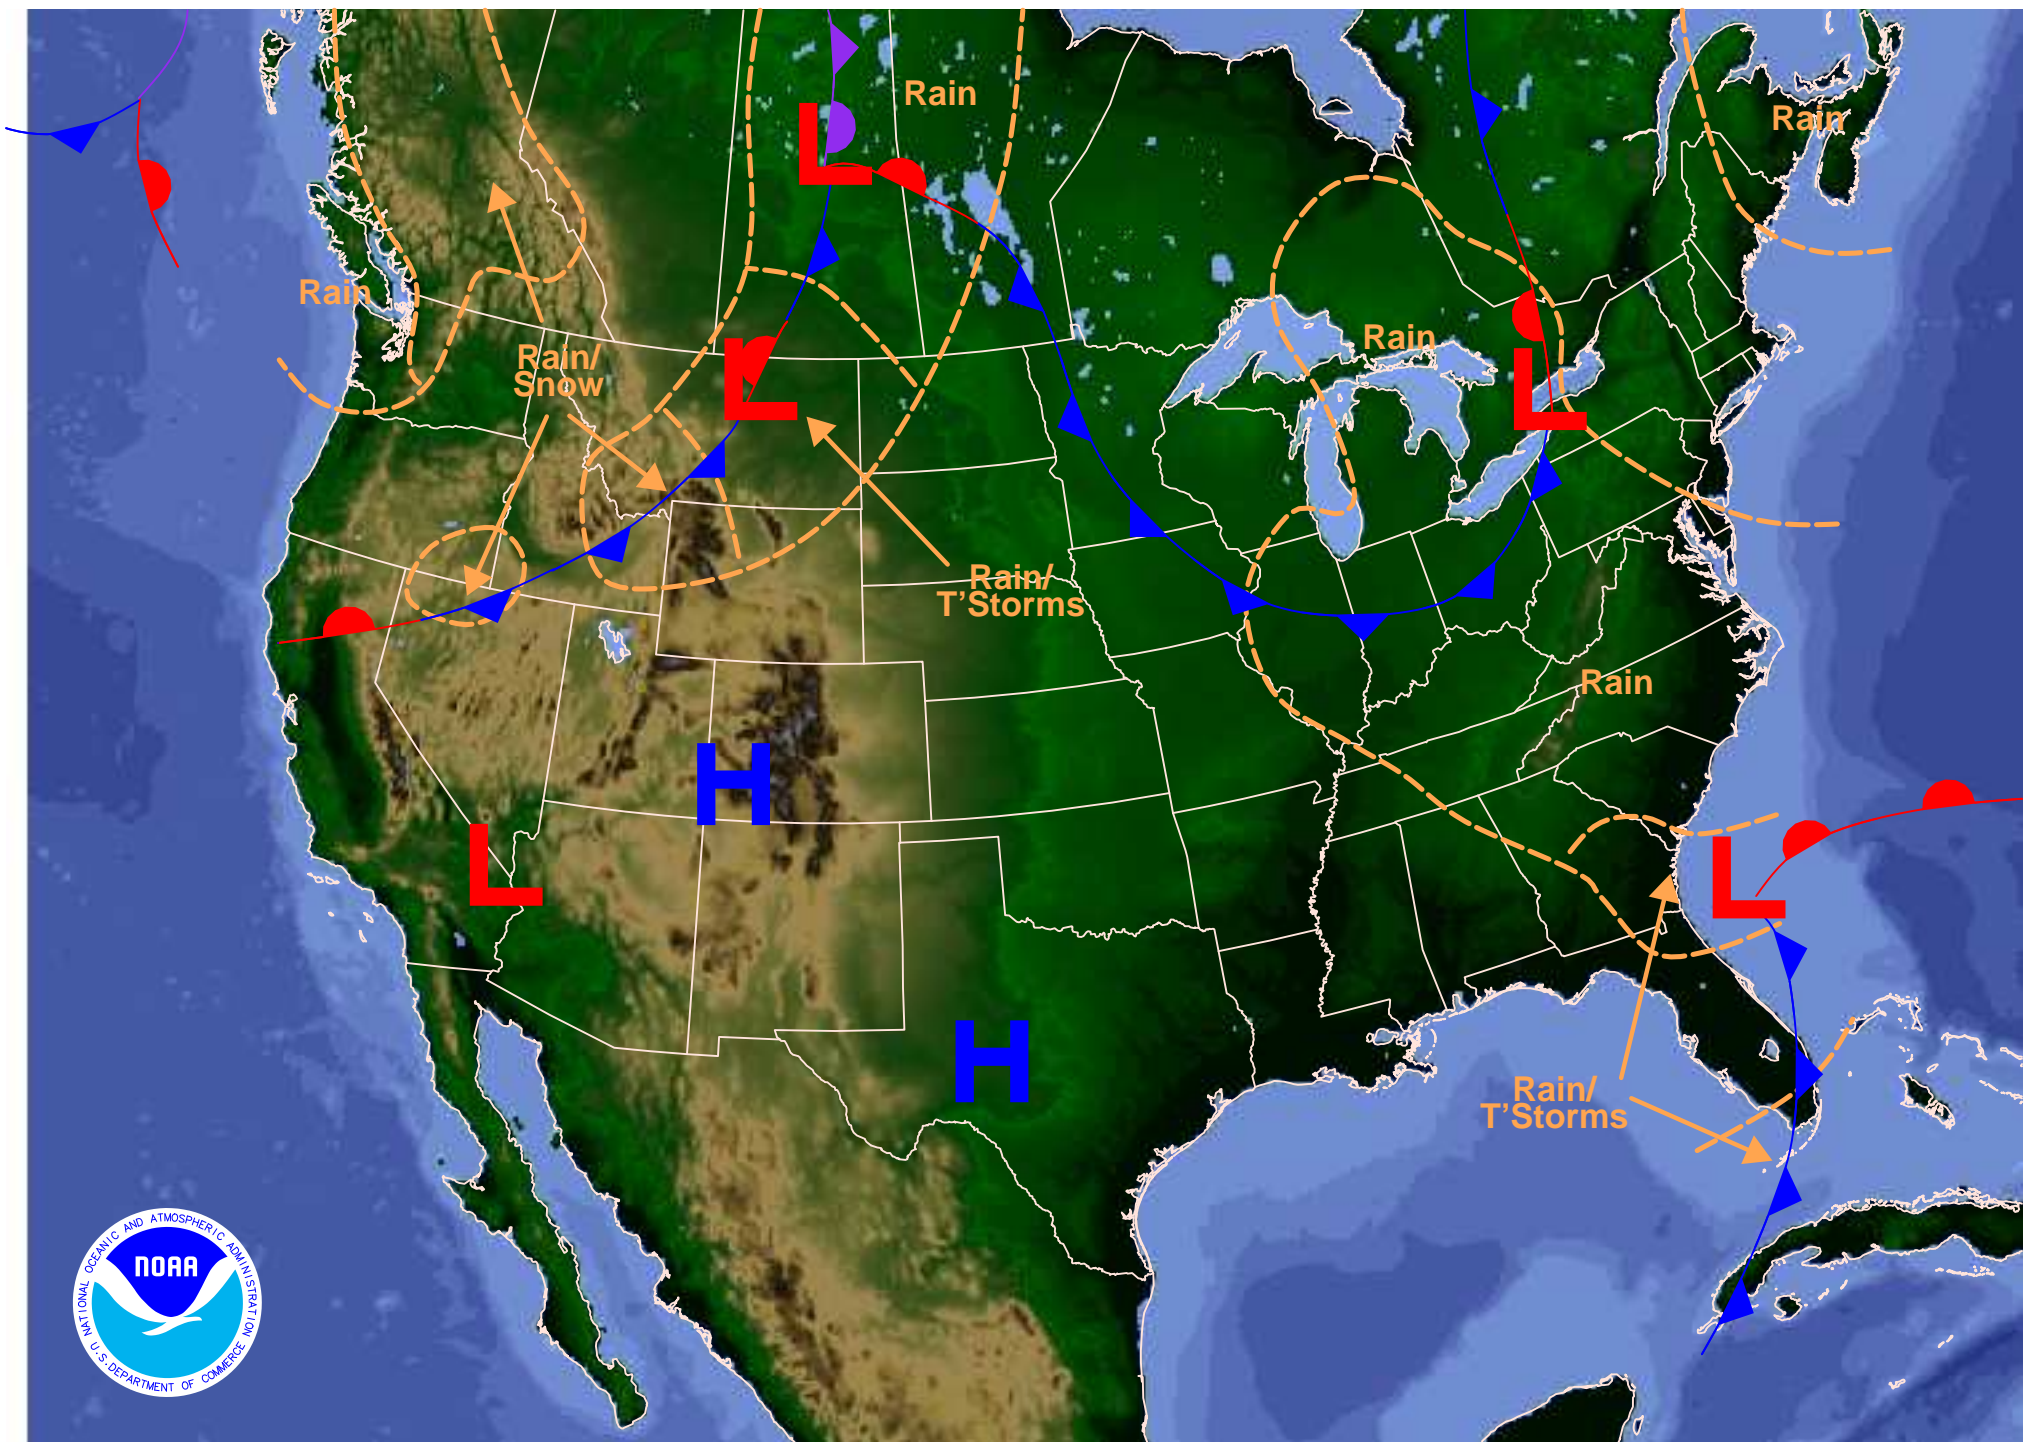 Rain
Rain
Rain
Rain
Rain/
Snow
L
L
L
Rain/
T'Storms
Rain
H
L
L
H
Rain/
T'Storms
NATIONAL OCEANIC AND ATMOSPHERIC ADMINISTRATION
NOAA
U.S. DEPARTMENT OF COMMERCE